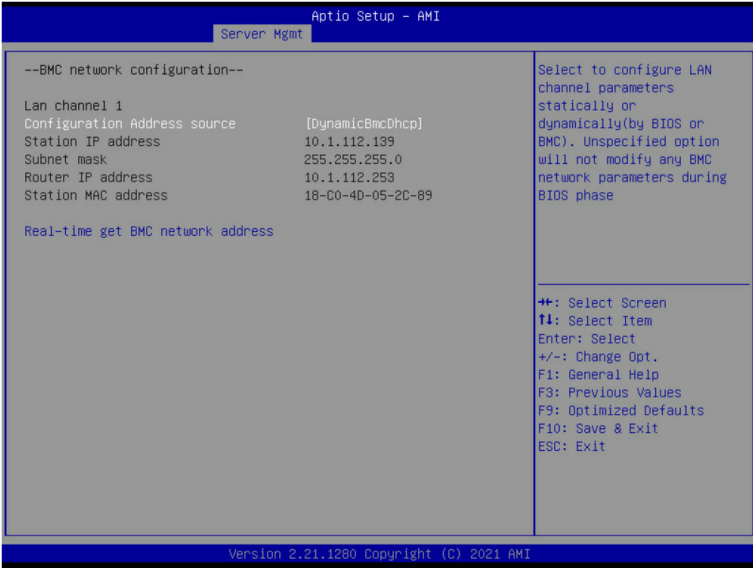 Aptio Setup - AMI
Server Mgmt
--BMC network configuration--
Lan channel 1
Configuration Address source [DynamicBmcDhcp]
Station IP address 10.1.112.139
Subnet mask 255.255.255.0
Router IP address 10.1.112.253
Station MAC address 18-C0-4D-05-2C-89
Real-time get BMC network address
Select to configure LAN
channel parameters
statically or
dynamically(by BIOS or
BMC). Unspecified option
will not modify any BMC
network parameters during
BIOS phase
→←: Select Screen
↑↓: Select Item
Enter: Select
+/-: Change Opt.
F1: General Help
F3: Previous Values
F9: Optimized Defaults
F10: Save & Exit
ESC: Exit
Version 2.21.1280 Copyright (C) 2021 AMI